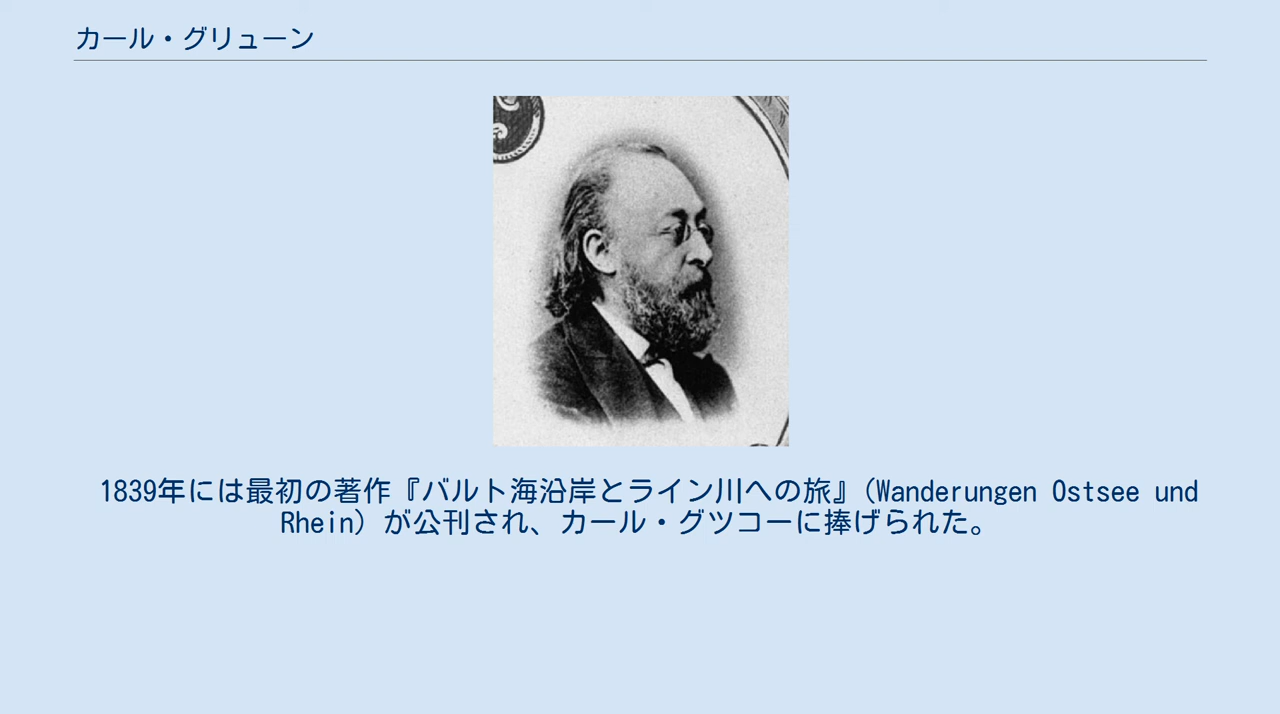 カール・グリューン
1839年には最初の著作『バルト海沿岸とライン川への旅』(Wanderungen Ostsee und
Rhein) が公刊され、カール・グツコーに捧げられた。